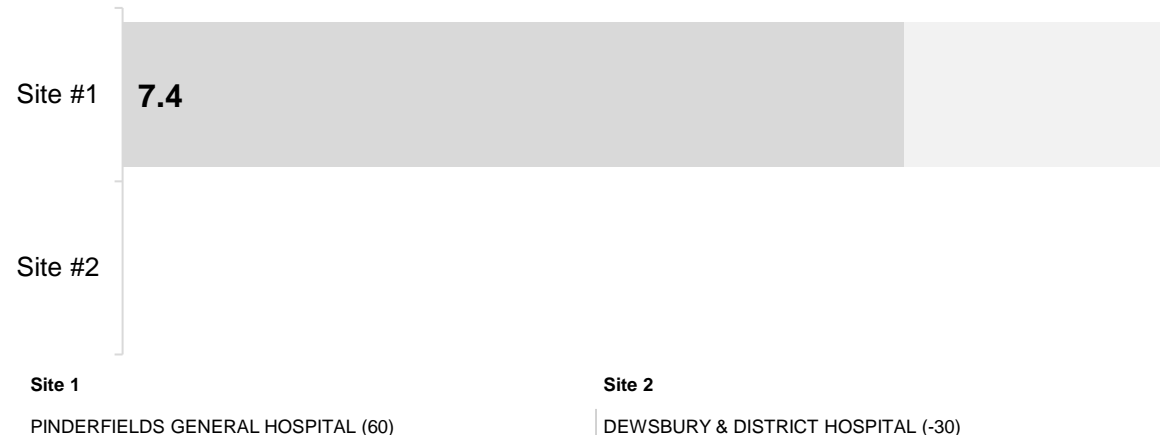 Site #1 7.4
Site #2
Site 1 Site 2
PINDERFIELDS GENERAL HOSPITAL (60) DEWSBURY & DISTRICT HOSPITAL (-30)